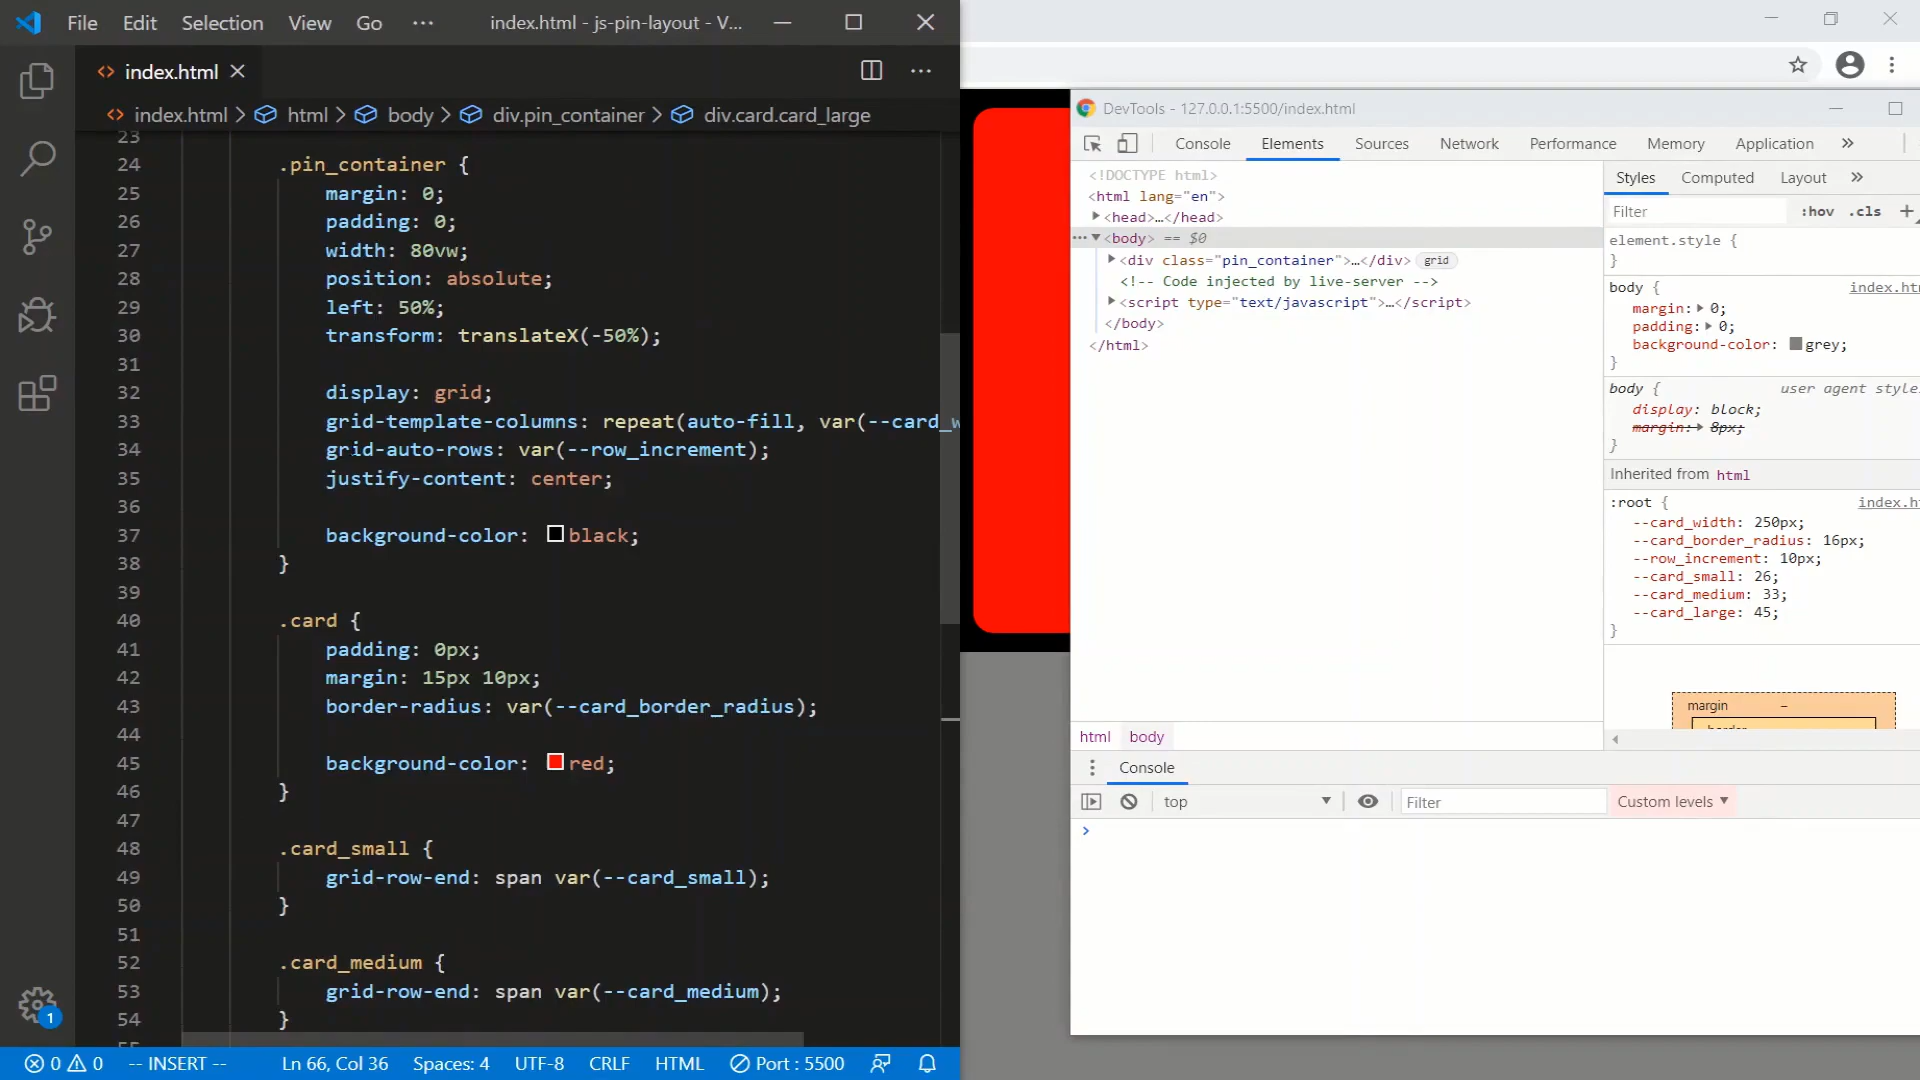 File Edit Selection View Go ··· index.html - js-pin-layout - V...
index.html
index.html > html > body > div.pin_container > div.card.card_large
23
24 .pin_container {
25 margin: 0;
26 padding: 0;
27 width: 80vw;
28 position: absolute;
29 left: 50%;
30 transform: translateX(-50%);
31
32 display: grid;
33 grid-template-columns: repeat(auto-fill, var(--card_w
34 grid-auto-rows: var(--row_increment);
35 justify-content: center;
36
37 background-color: black;
38 }
39
40 .card {
41 padding: 0px;
42 margin: 15px 10px;
43 border-radius: var(--card_border_radius);
44
45 background-color: red;
46 }
47
48 .card_small {
49 grid-row-end: span var(--card_small);
50 }
51
52 .card_medium {
53 grid-row-end: span var(--card_medium);
54 }
1
0 0 -- INSERT -- Ln 66, Col 36 Spaces: 4 UTF-8 CRLF HTML Port : 5500
DevTools - 127.0.0.1:5500/index.html
Console Elements Sources Network Performance Memory Application »
<!DOCTYPE html>
<html lang="en">
<head>…</head>
<body> == $0
<div class="pin_container">…</div> grid
<!-- Code injected by live-server -->
<script type="text/javascript">…</script>
</body>
</html>
html body
Styles Computed Layout »
Filter :hov .cls +
element.style {
}
body { index.htm
margin: 0;
padding: 0;
background-color: grey;
}
body { user agent style
display: block;
margin: 8px;
}
Inherited from html
:root { index.h
--card_width: 250px;
--card_border_radius: 16px;
--row_increment: 10px;
--card_small: 26;
--card_medium: 33;
--card_large: 45;
}
margin –
Console
top Filter Custom levels